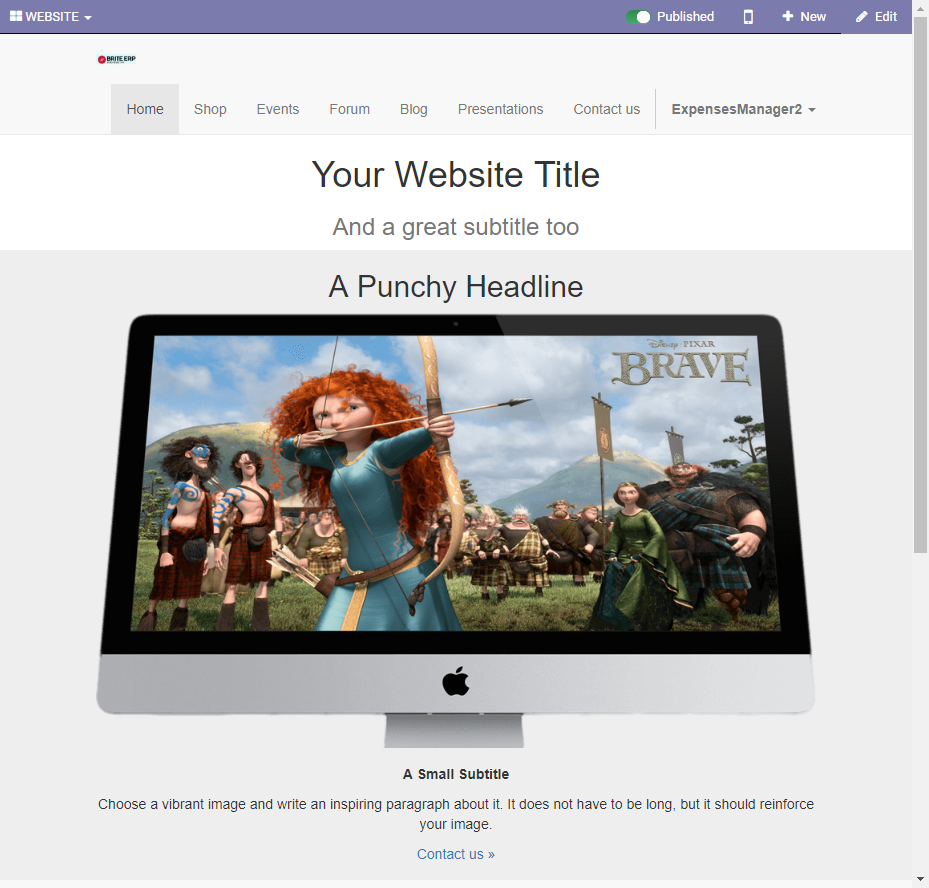 WEBSITE
Published
New
Edit
BRITE ERP
Home
Shop
Events
Forum
Blog
Presentations
Contact us
ExpensesManager2
Your Website Title
And a great subtitle too
A Punchy Headline
Disney · PIXAR
BRAVE
A Small Subtitle
Choose a vibrant image and write an inspiring paragraph about it. It does not have to be long, but it should reinforce
your image.
Contact us »